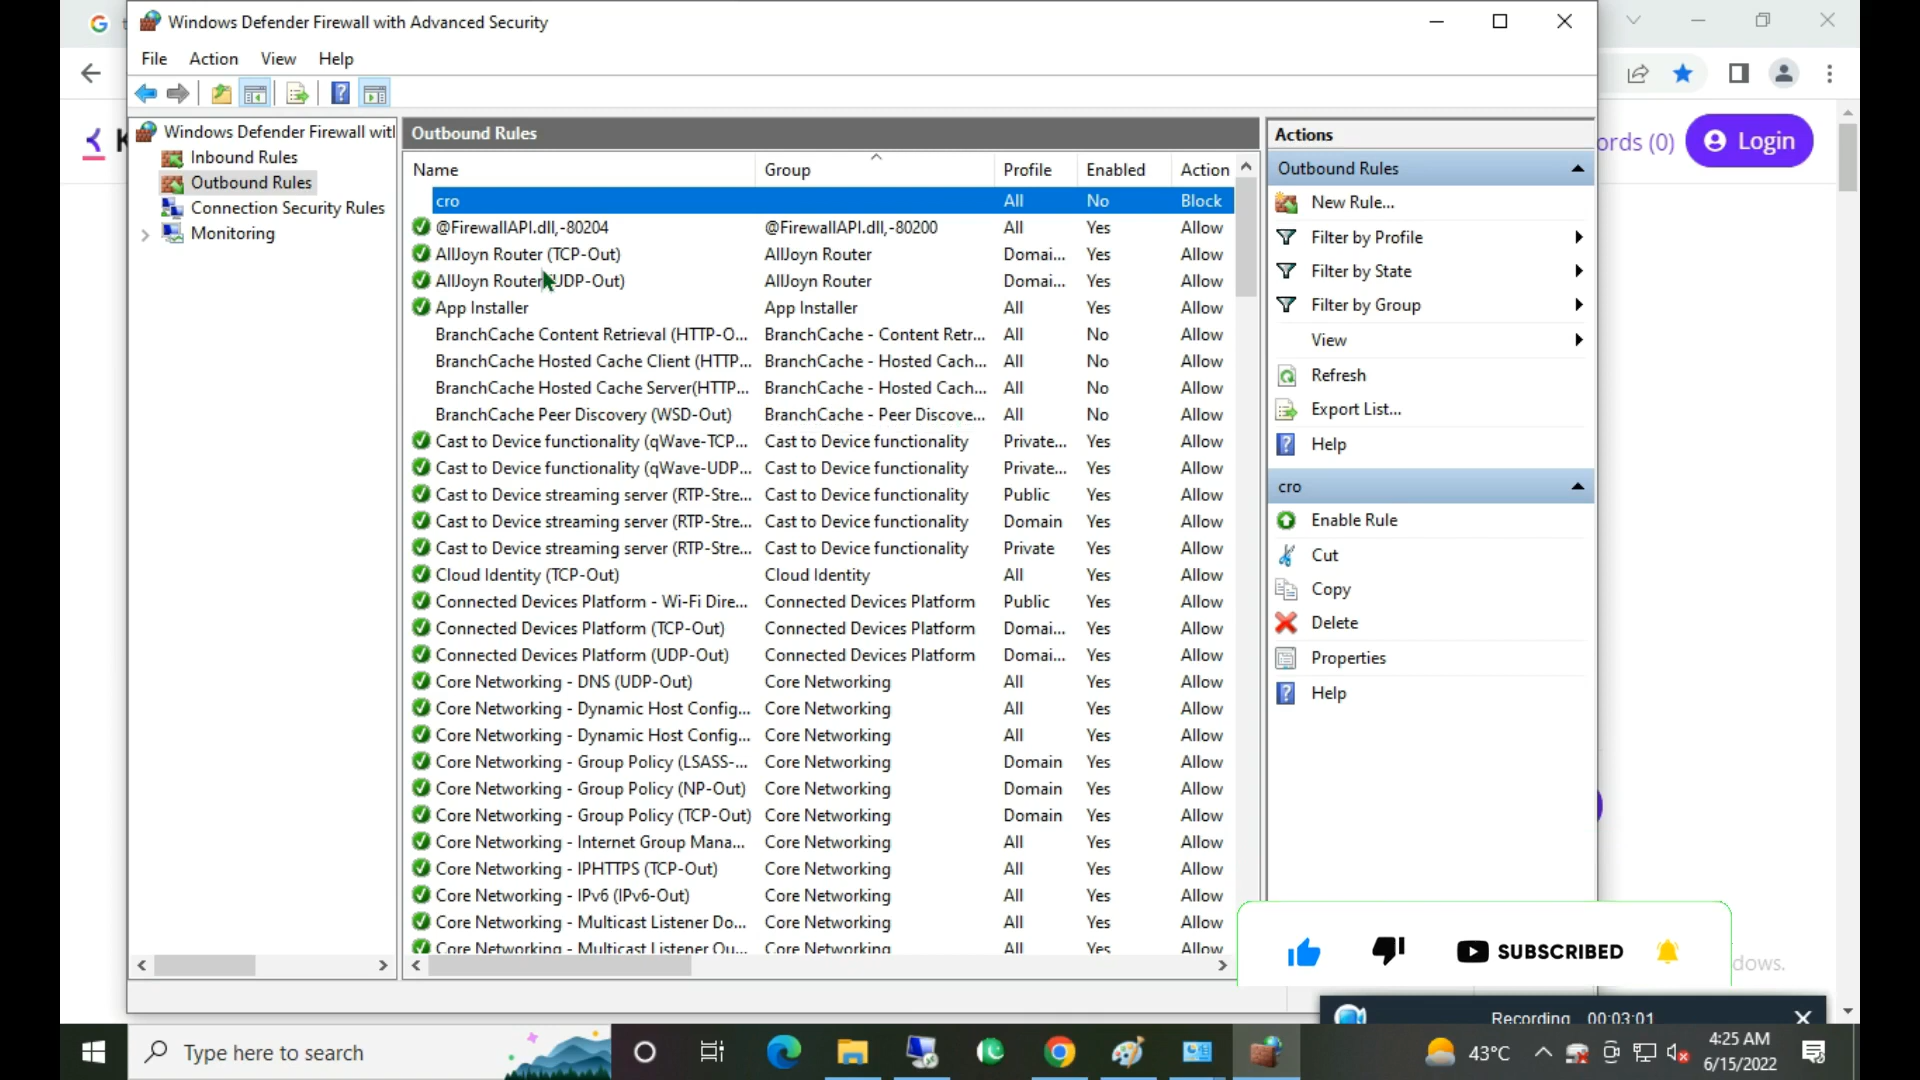 Windows Defender Firewall with Advanced Security
File Action View Help
Windows Defender Firewall witl
Inbound Rules
Outbound Rules
Connection Security Rules
Monitoring
Outbound Rules
Name Group Profile Enabled Action
cro All No Block
@FirewallAPI.dll,-80204 @FirewallAPI.dll,-80200 All Yes Allow
AllJoyn Router (TCP-Out) AllJoyn Router Domai... Yes Allow
AllJoyn Router UDP-Out) AllJoyn Router Domai... Yes Allow
App Installer App Installer All Yes Allow
BranchCache Content Retrieval (HTTP-O... BranchCache - Content Retr... All No Allow
BranchCache Hosted Cache Client (HTTP... BranchCache - Hosted Cach... All No Allow
BranchCache Hosted Cache Server(HTTP... BranchCache - Hosted Cach... All No Allow
BranchCache Peer Discovery (WSD-Out) BranchCache - Peer Discove... All No Allow
Cast to Device functionality (qWave-TCP... Cast to Device functionality Private... Yes Allow
Cast to Device functionality (qWave-UDP... Cast to Device functionality Private... Yes Allow
Cast to Device streaming server (RTP-Stre... Cast to Device functionality Public Yes Allow
Cast to Device streaming server (RTP-Stre... Cast to Device functionality Domain Yes Allow
Cast to Device streaming server (RTP-Stre... Cast to Device functionality Private Yes Allow
Cloud Identity (TCP-Out) Cloud Identity All Yes Allow
Connected Devices Platform - Wi-Fi Dire... Connected Devices Platform Public Yes Allow
Connected Devices Platform (TCP-Out) Connected Devices Platform Domai... Yes Allow
Connected Devices Platform (UDP-Out) Connected Devices Platform Domai... Yes Allow
Core Networking - DNS (UDP-Out) Core Networking All Yes Allow
Core Networking - Dynamic Host Config... Core Networking All Yes Allow
Core Networking - Dynamic Host Config... Core Networking All Yes Allow
Core Networking - Group Policy (LSASS-... Core Networking Domain Yes Allow
Core Networking - Group Policy (NP-Out) Core Networking Domain Yes Allow
Core Networking - Group Policy (TCP-Out) Core Networking Domain Yes Allow
Core Networking - Internet Group Mana... Core Networking All Yes Allow
Core Networking - IPHTTPS (TCP-Out) Core Networking All Yes Allow
Core Networking - IPv6 (IPv6-Out) Core Networking All Yes Allow
Core Networking - Multicast Listener Do... Core Networking All Yes Allow
Core Networking - Multicast Listener Qu... Core Networking All Yes Allow
Actions
Outbound Rules
New Rule...
Filter by Profile
Filter by State
Filter by Group
View
Refresh
Export List...
Help
cro
Enable Rule
Cut
Copy
Delete
Properties
Help
ords (0)
Login
SUBSCRIBED
dows.
Recording 00:03:01
Type here to search
43°C
4:25 AM
6/15/2022